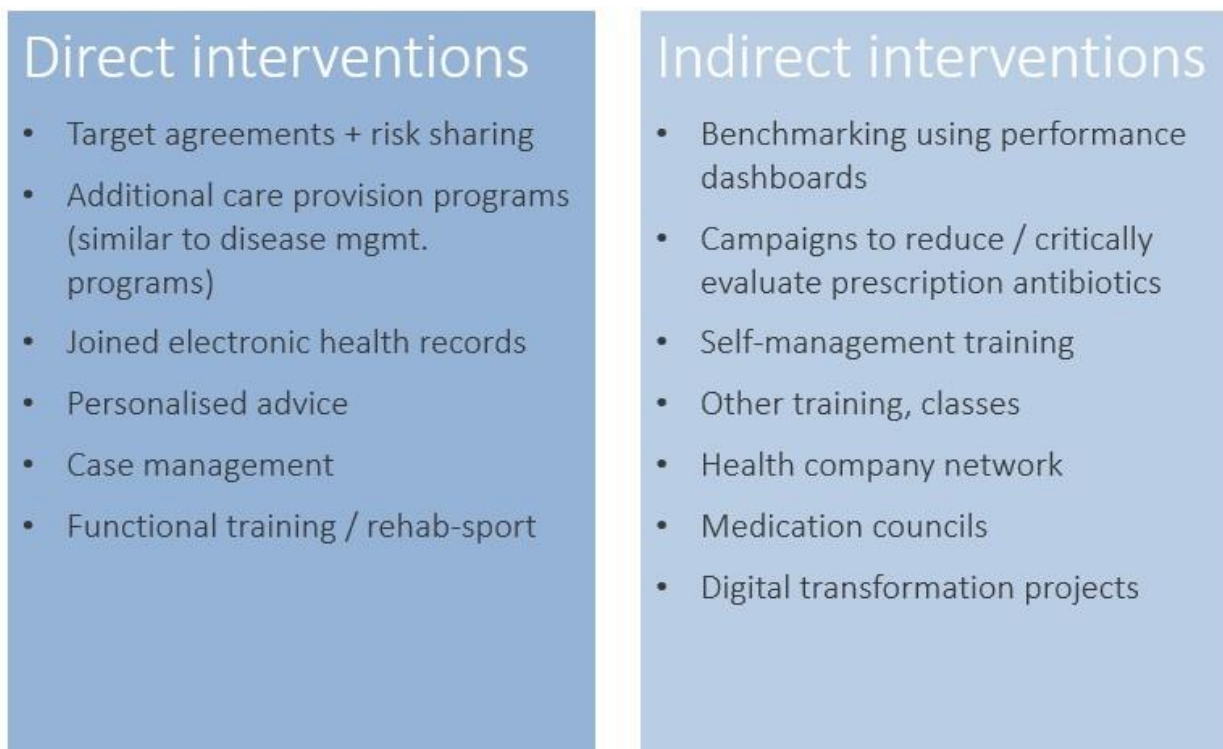 Direct interventions
• Target agreements + risk sharing
• Additional care provision programs
(similar to disease mgmt.
programs)
• Joined electronic health records
• Personalised advice
• Case management
• Functional training / rehab-sport
Indirect interventions
• Benchmarking using performance
dashboards
• Campaigns to reduce / critically
evaluate prescription antibiotics
• Self-management training
• Other training, classes
• Health company network
• Medication councils
• Digital transformation projects